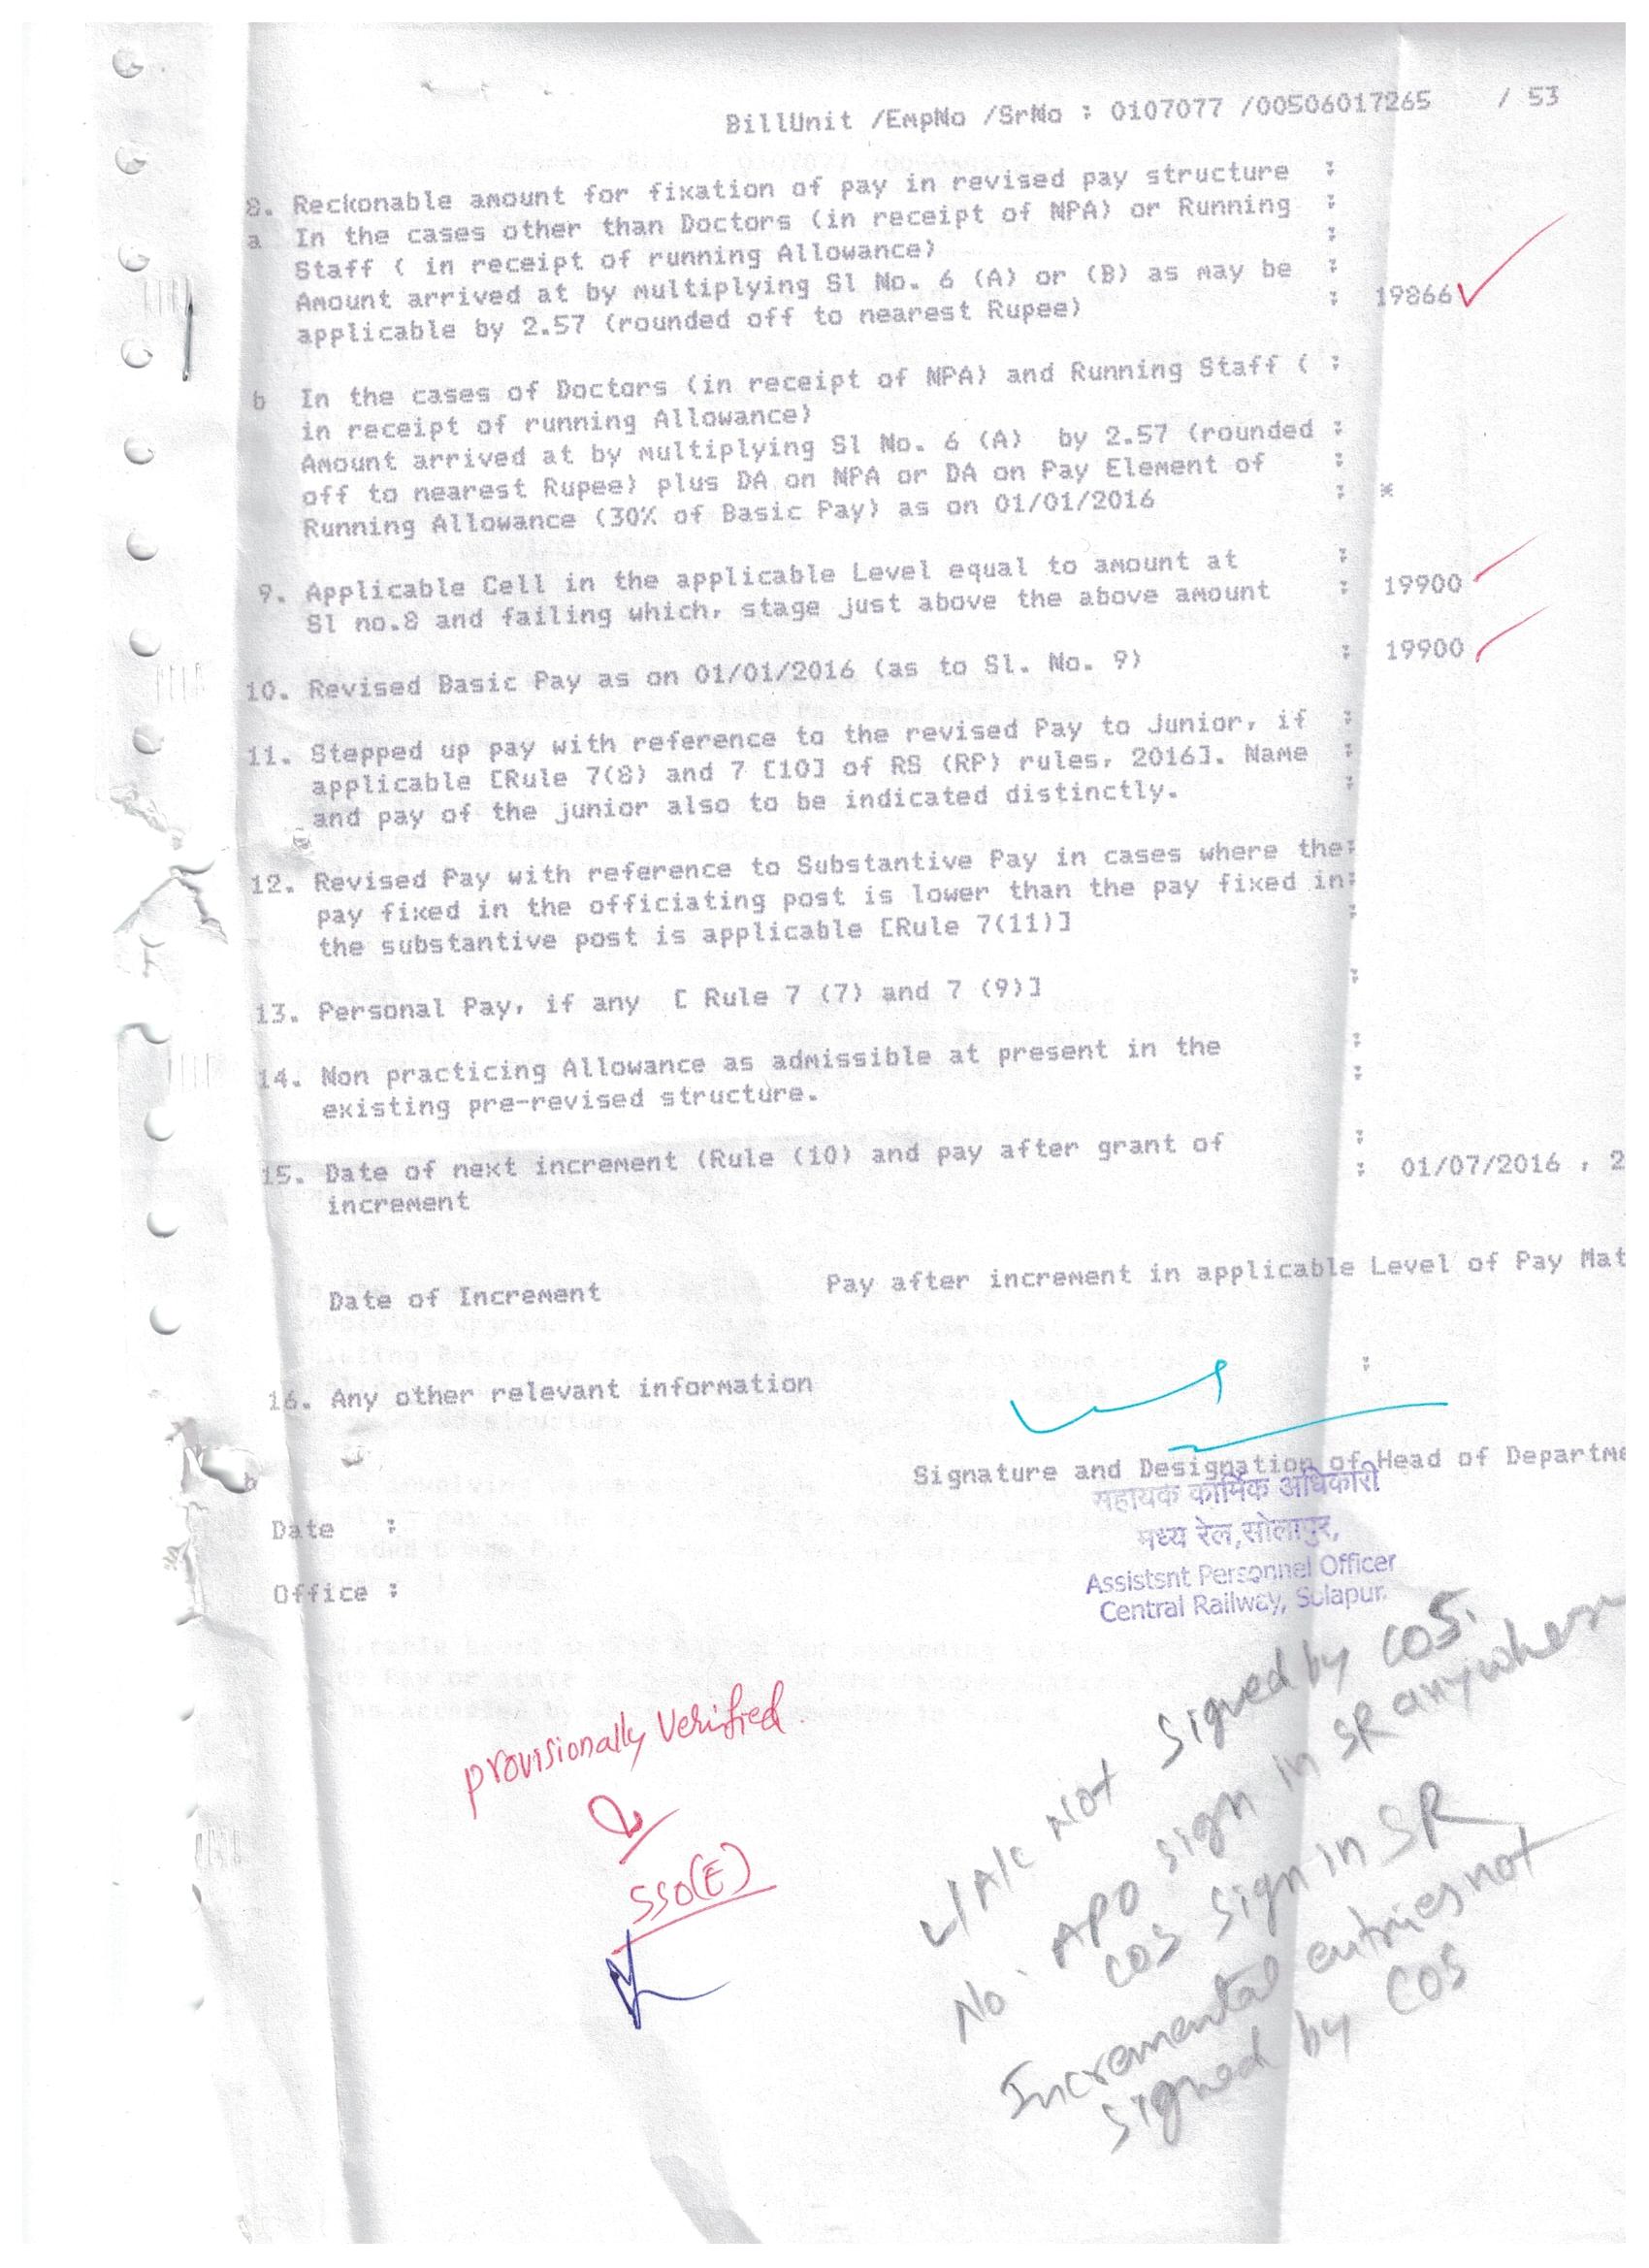 BillUnit /EmpNo /SrNo : 0107077 /00506017265 / 53
8. Reckonable amount for fixation of pay in revised pay structure :
a In the cases other than Doctors (in receipt of NPA) or Running :
Staff ( in receipt of running Allowance) :
Amount arrived at by multiplying Sl No. 6 (A) or (B) as may be :
applicable by 2.57 (rounded off to nearest Rupee) : 19866
b In the cases of Doctors (in receipt of NPA) and Running Staff ( :
in receipt of running Allowance)
Amount arrived at by multiplying Sl No. 6 (A) by 2.57 (rounded :
off to nearest Rupee) plus DA on NPA or DA on Pay Element of :
Running Allowance (30% of Basic Pay) as on 01/01/2016 : *
9. Applicable Cell in the applicable Level equal to amount at :
Sl no.8 and failing which, stage just above the above amount : 19900
10. Revised Basic Pay as on 01/01/2016 (as to Sl. No. 9) : 19900
11. Stepped up pay with reference to the revised Pay to Junior, if :
applicable [Rule 7(8) and 7 [10] of RS (RP) rules, 2016]. Name :
and pay of the junior also to be indicated distinctly. :
12. Revised Pay with reference to Substantive Pay in cases where the:
pay fixed in the officiating post is lower than the pay fixed in:
the substantive post is applicable [Rule 7(11)] :
13. Personal Pay, if any [ Rule 7 (7) and 7 (9)] :
14. Non practicing Allowance as admissible at present in the :
existing pre-revised structure. :
15. Date of next increment (Rule (10) and pay after grant of :
increment : 01/07/2016 , 2
Date of Increment Pay after increment in applicable Level of Pay Mat
16. Any other relevant information :
Signature and Designation of Head of Departme
सहायक कार्मिक अधिकारी
मध्य रेल,सोलापुर,
Assistsnt Personnel Officer
Central Railway, Solapur.
Date :
Office :
provisionally verified.
SSO(E)
L/A/c Not signed by COS.
No. APO sign in SR anywhere
COS sign in SR
Incremental entries not
signed by COS